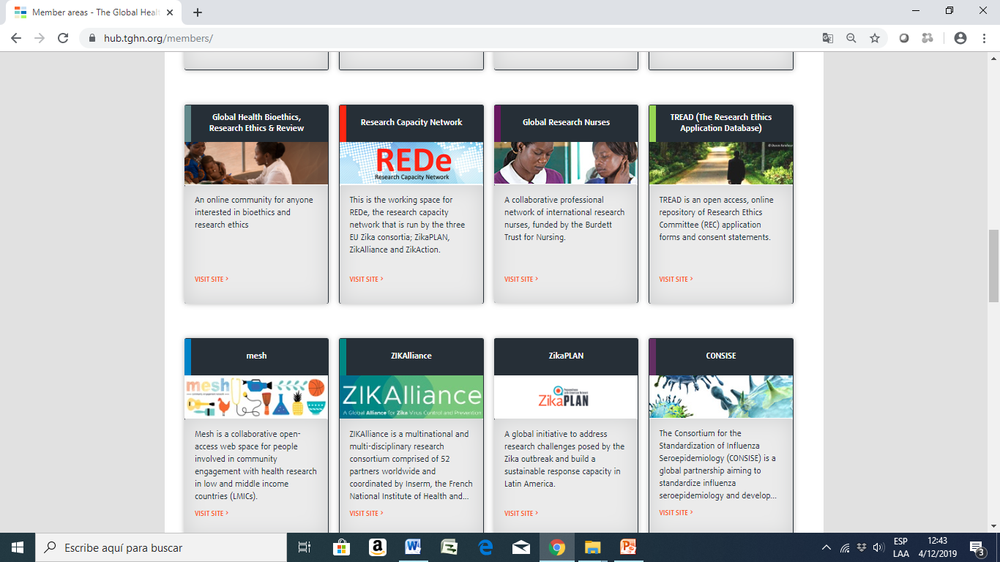 Member areas - The Global Heal
hub.tghn.org/members/
Global Health Bioethics,
Research Ethics & Review
An online community for anyone
interested in bioethics and
research ethics
VISIT SITE >
Research Capacity Network
REDe
Research Capacity Network
This is the working space for
REDe, the research capacity
network that is run by the three
EU Zika consortia; ZikaPLAN,
ZikAlliance and ZikAction.
VISIT SITE >
Global Research Nurses
A collaborative professional
network of international research
nurses, funded by the Burdett
Trust for Nursing.
VISIT SITE >
TREAD (The Research Ethics
Application Database)
TREAD is an open access, online
repository of Research Ethics
Committee (REC) application
forms and consent statements.
VISIT SITE >
mesh
mesh
Mesh is a collaborative open-
access web space for people
involved in community
engagement with health research
in low and middle income
countries (LMICs).
VISIT SITE >
ZIKAlliance
ZIKAlliance
A Global Alliance for Zika Virus Control and Prevention
ZIKAlliance is a multinational and
multi-disciplinary research
consortium comprised of 52
partners worldwide and
coordinated by Inserm, the French
National Institute of Health and...
VISIT SITE >
ZikaPLAN
ZikaPLAN
A global initiative to address
research challenges posed by the
Zika outbreak and build a
sustainable response capacity in
Latin America.
VISIT SITE >
CONSISE
The Consortium for the
Standardization of Influenza
Seroepidemiology (CONSISE) is a
global partnership aiming to
standardize influenza
seroepidemiology and develop...
VISIT SITE >
Escribe aquí para buscar
ESP
LAA
12:43
4/12/2019
3